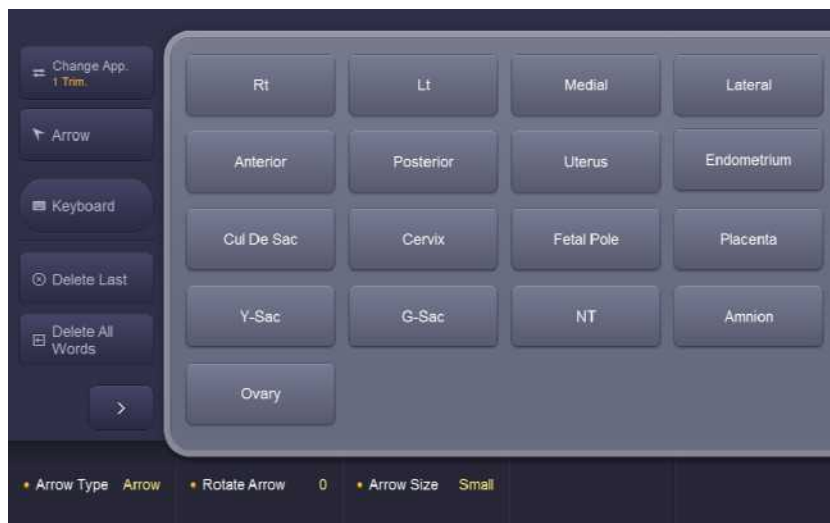 Change App.
1 Trim.
Arrow
Keyboard
Delete Last
Delete All
Words
>
Rt Lt Medial Lateral
Anterior Posterior Uterus Endometrium
Cul De Sac Cervix Fetal Pole Placenta
Y-Sac G-Sac NT Amnion
Ovary
• Arrow Type Arrow • Rotate Arrow 0 • Arrow Size Small